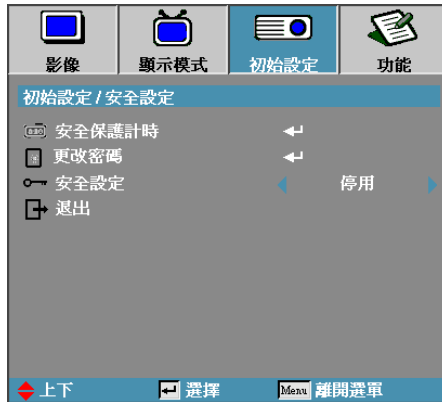 影像 顯示模式 初始設定 功能
初始設定 / 安全設定
安全保護計時
更改密碼
安全設定 停用
退出
上下 選擇 Menu 離開選單